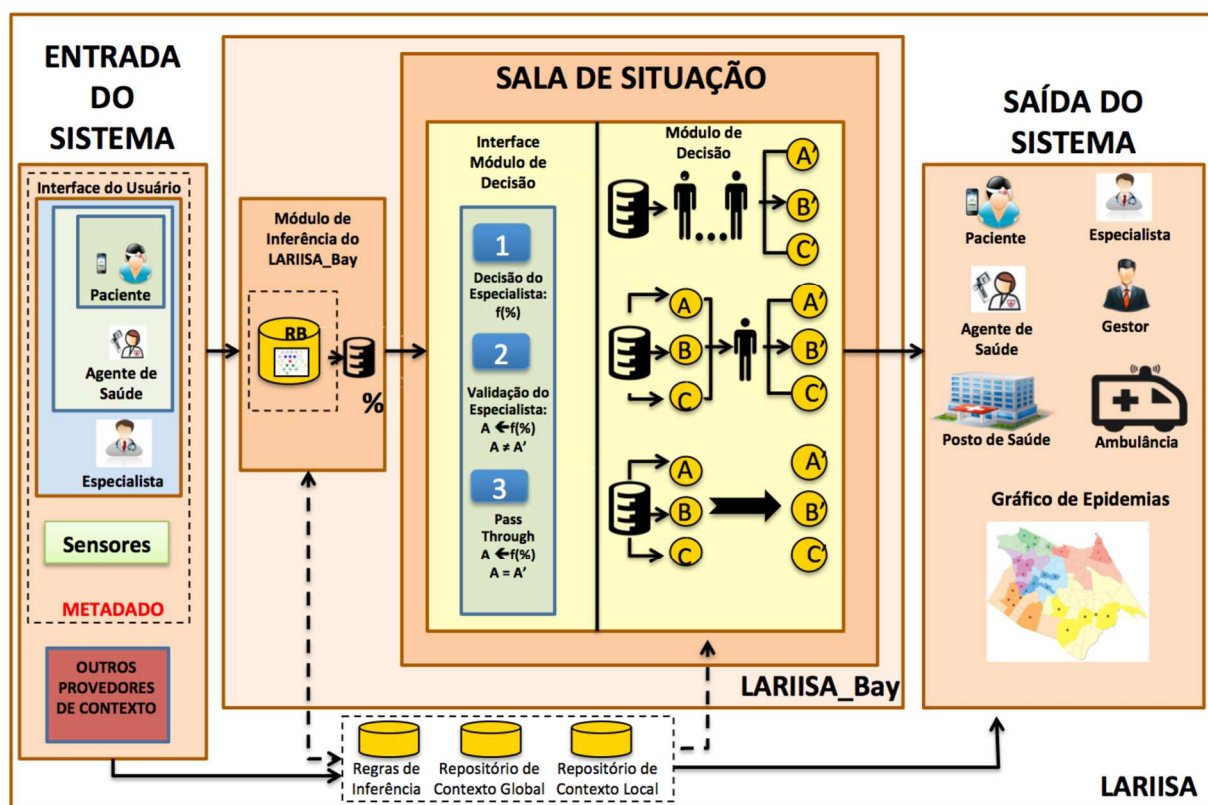 ENTRADA
DO
SISTEMA
Interface do Usuário
Paciente
Agente de
Saúde
Especialista
Sensores
METADADO
OUTROS
PROVEDORES
DE CONTEXTO
Módulo de
Inferência do
LARIISA_Bay
RB
%
SALA DE SITUAÇÃO
Interface
Módulo de
Decisão
1
Decisão do
Especialista:
f(%)
2
Validação do
Especialista:
A ←f(%)
A ≠ A’
3
Pass
Through
A ←f(%)
A = A’
Módulo de
Decisão
A’
B’
C’
A
B
C
A’
B’
C’
A
B
C
A’
B’
C’
LARIISA_Bay
Regras de
Inferência
Repositório de
Contexto Global
Repositório de
Contexto Local
SAÍDA DO
SISTEMA
Paciente
Especialista
Agente de
Saúde
Gestor
Posto de Saúde
Ambulância
Gráfico de Epidemias
LARIISA